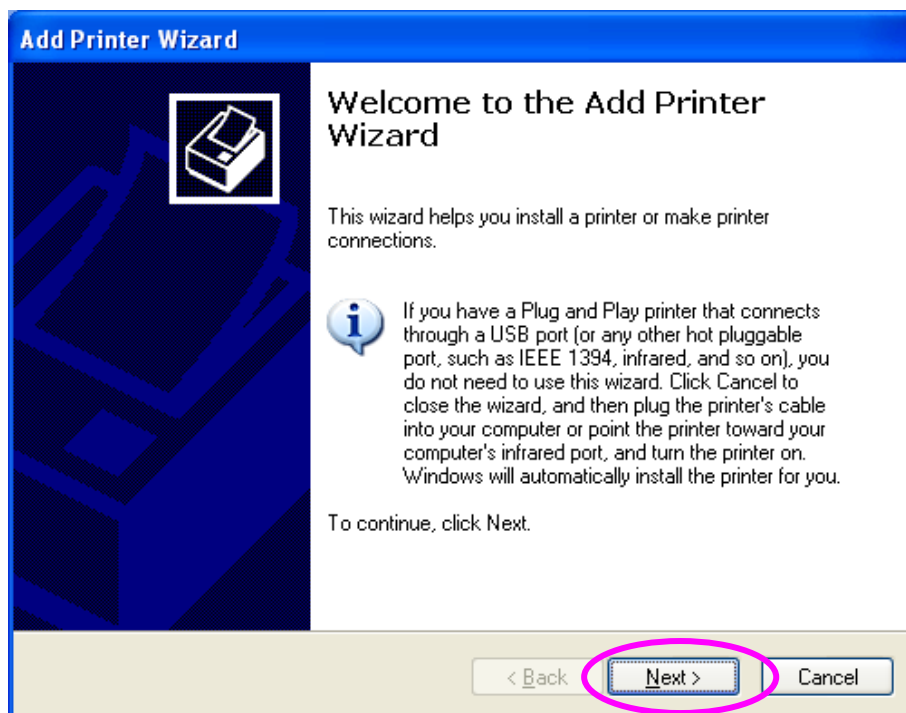 Add Printer Wizard
Welcome to the Add Printer
Wizard
This wizard helps you install a printer or make printer
connections.
If you have a Plug and Play printer that connects
through a USB port (or any other hot pluggable
port, such as IEEE 1394, infrared, and so on), you
do not need to use this wizard. Click Cancel to
close the wizard, and then plug the printer's cable
into your computer or point the printer toward your
computer's infrared port, and turn the printer on.
Windows will automatically install the printer for you.
To continue, click Next.
< Back Next > Cancel